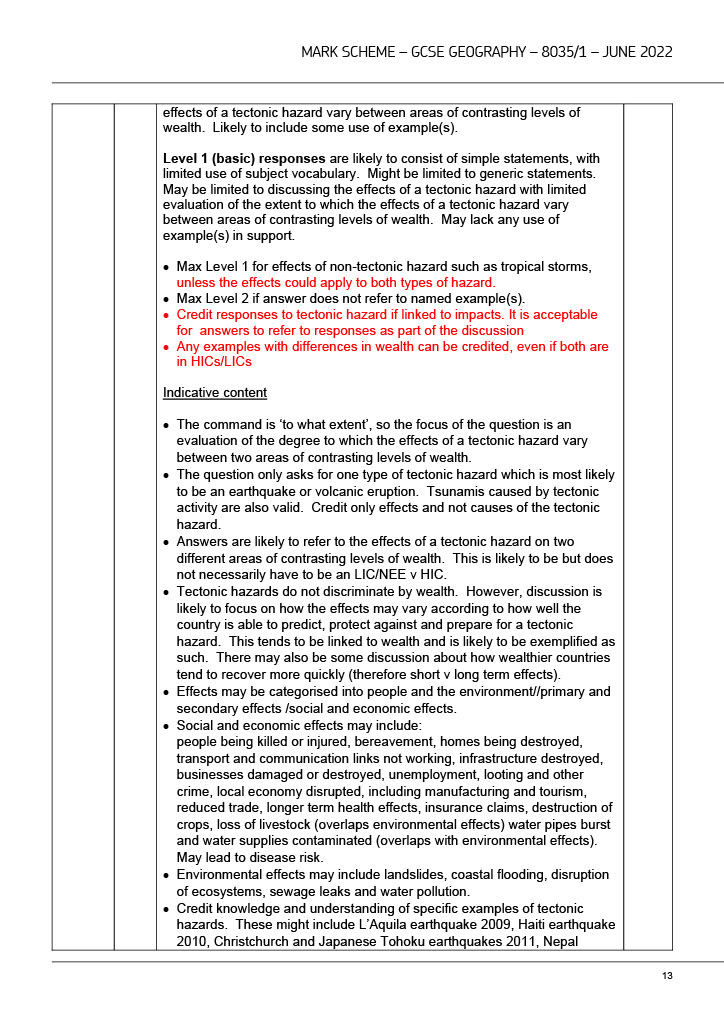 MARK SCHEME – GCSE GEOGRAPHY – 8035/1 – JUNE 2022
effects of a tectonic hazard vary between areas of contrasting levels of
wealth.  Likely to include some use of example(s).
Level 1 (basic) responses are likely to consist of simple statements, with
limited use of subject vocabulary.  Might be limited to generic statements.
May be limited to discussing the effects of a tectonic hazard with limited
evaluation of the extent to which the effects of a tectonic hazard vary
between areas of contrasting levels of wealth.  May lack any use of
example(s) in support.
• Max Level 1 for effects of non-tectonic hazard such as tropical storms,
unless the effects could apply to both types of hazard.
• Max Level 2 if answer does not refer to named example(s).
• Credit responses to tectonic hazard if linked to impacts. It is acceptable
for  answers to refer to responses as part of the discussion
• Any examples with differences in wealth can be credited, even if both are
in HICs/LICs
Indicative content
• The command is ‘to what extent’, so the focus of the question is an
evaluation of the degree to which the effects of a tectonic hazard vary
between two areas of contrasting levels of wealth.
• The question only asks for one type of tectonic hazard which is most likely
to be an earthquake or volcanic eruption.  Tsunamis caused by tectonic
activity are also valid.  Credit only effects and not causes of the tectonic
hazard.
• Answers are likely to refer to the effects of a tectonic hazard on two
different areas of contrasting levels of wealth.  This is likely to be but does
not necessarily have to be an LIC/NEE v HIC.
• Tectonic hazards do not discriminate by wealth.  However, discussion is
likely to focus on how the effects may vary according to how well the
country is able to predict, protect against and prepare for a tectonic
hazard.  This tends to be linked to wealth and is likely to be exemplified as
such.  There may also be some discussion about how wealthier countries
tend to recover more quickly (therefore short v long term effects).
• Effects may be categorised into people and the environment//primary and
secondary effects /social and economic effects.
• Social and economic effects may include:
people being killed or injured, bereavement, homes being destroyed,
transport and communication links not working, infrastructure destroyed,
businesses damaged or destroyed, unemployment, looting and other
crime, local economy disrupted, including manufacturing and tourism,
reduced trade, longer term health effects, insurance claims, destruction of
crops, loss of livestock (overlaps environmental effects) water pipes burst
and water supplies contaminated (overlaps with environmental effects).
May lead to disease risk.
• Environmental effects may include landslides, coastal flooding, disruption
of ecosystems, sewage leaks and water pollution.
• Credit knowledge and understanding of specific examples of tectonic
hazards.  These might include L’Aquila earthquake 2009, Haiti earthquake
2010, Christchurch and Japanese Tohoku earthquakes 2011, Nepal
13